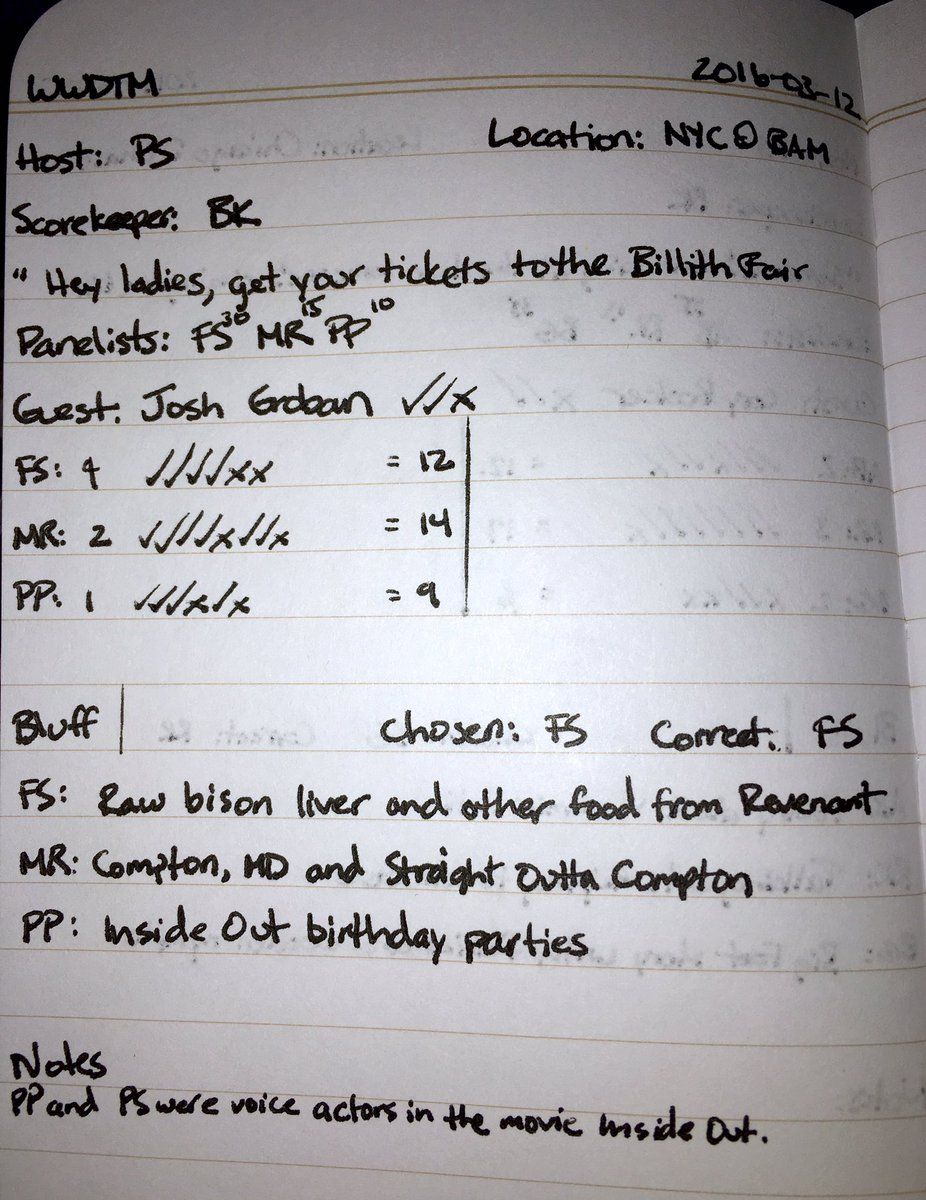 WWDTM 2016-03-12
Host: PS Location: NYC @ BAM
Scorekeeper: BK
"Hey ladies, get your tickets to the Billith Fair
Panelists: FS 30 MR 15 PP 10
Guest: Josh Groban ✓✓x
FS: 4 ✓✓✓✓xx = 12
MR: 2 ✓✓✓✓x✓✓x = 14
PP: 1 ✓✓✓x✓x = 9
Bluff Chosen: FS Correct: FS
FS: Raw bison liver and other food from Revenant
MR: Compton, MD and Straight Outta Compton
PP: Inside Out birthday parties
Notes
PP and PS were voice actors in the movie Inside Out.